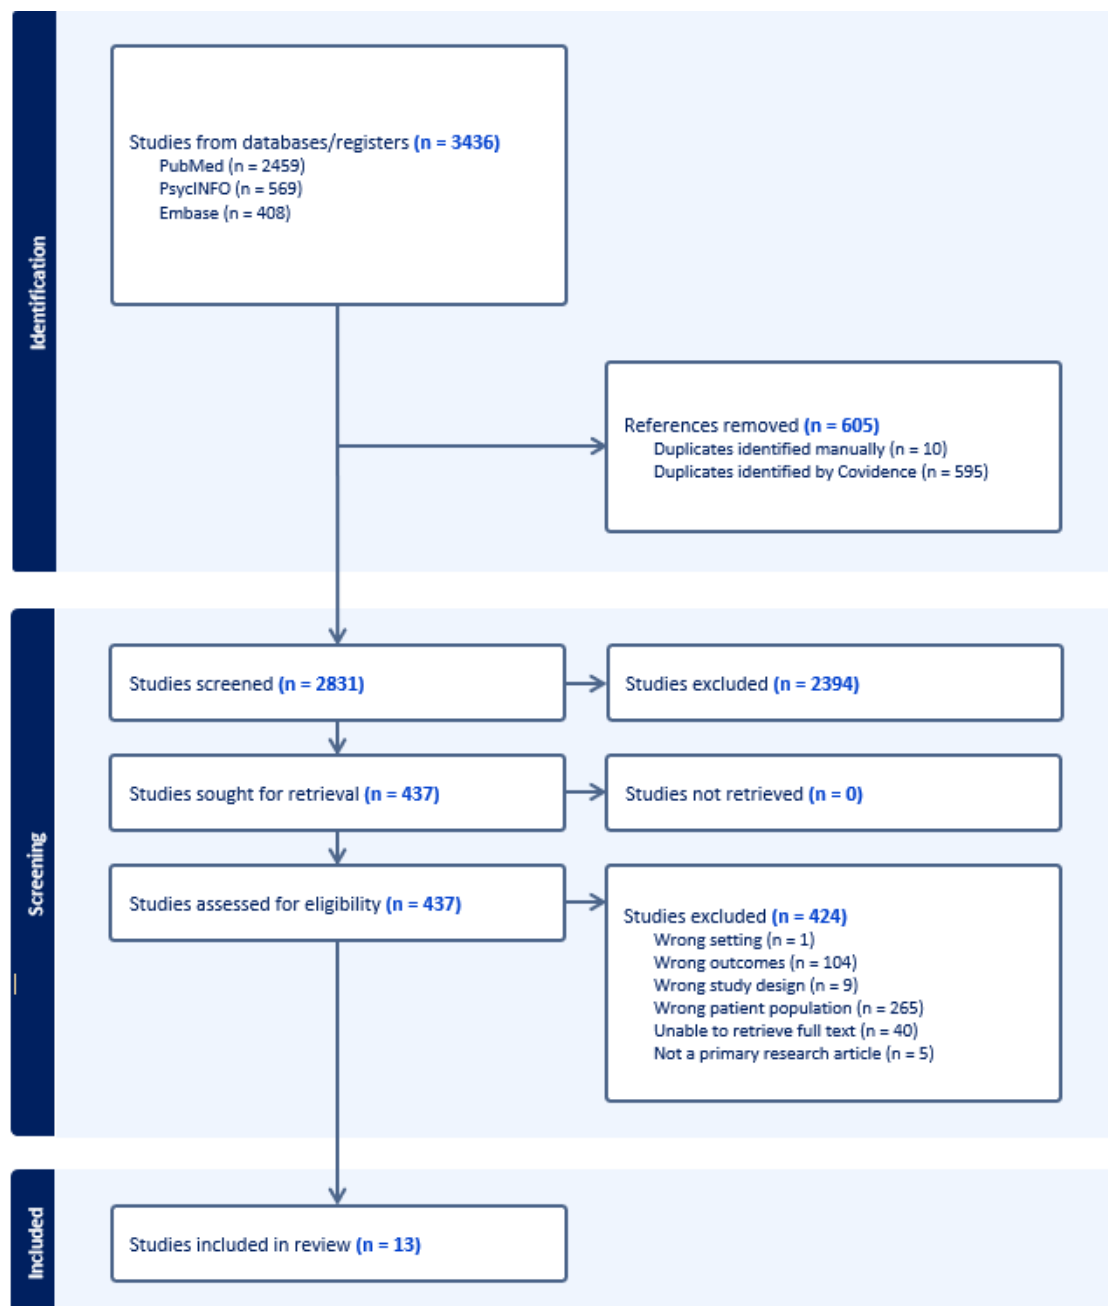 Identification
Studies from databases/registers (n = 3436)
PubMed (n = 2459)
PsycINFO (n = 569)
Embase (n = 408)
References removed (n = 605)
Duplicates identified manually (n = 10)
Duplicates identified by Covidence (n = 595)
Screening
Studies screened (n = 2831)
Studies excluded (n = 2394)
Studies sought for retrieval (n = 437)
Studies not retrieved (n = 0)
Studies assessed for eligibility (n = 437)
Studies excluded (n = 424)
Wrong setting (n = 1)
Wrong outcomes (n = 104)
Wrong study design (n = 9)
Wrong patient population (n = 265)
Unable to retrieve full text (n = 40)
Not a primary research article (n = 5)
Included
Studies included in review (n = 13)